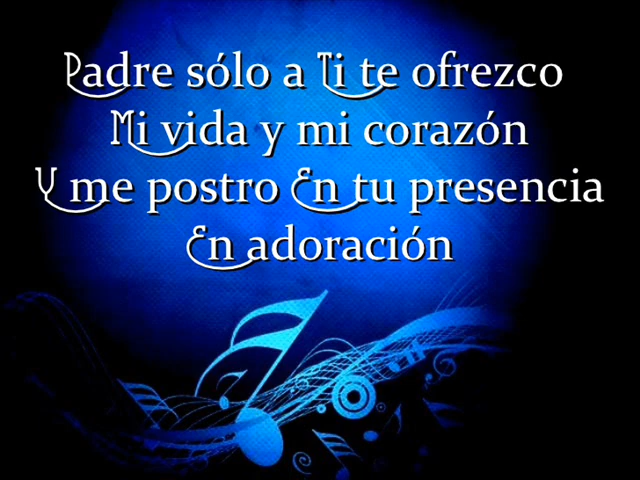 Padre sólo a Ti te ofrezco
Mi vida y mi corazón
Y me postro En tu presencia
En adoración